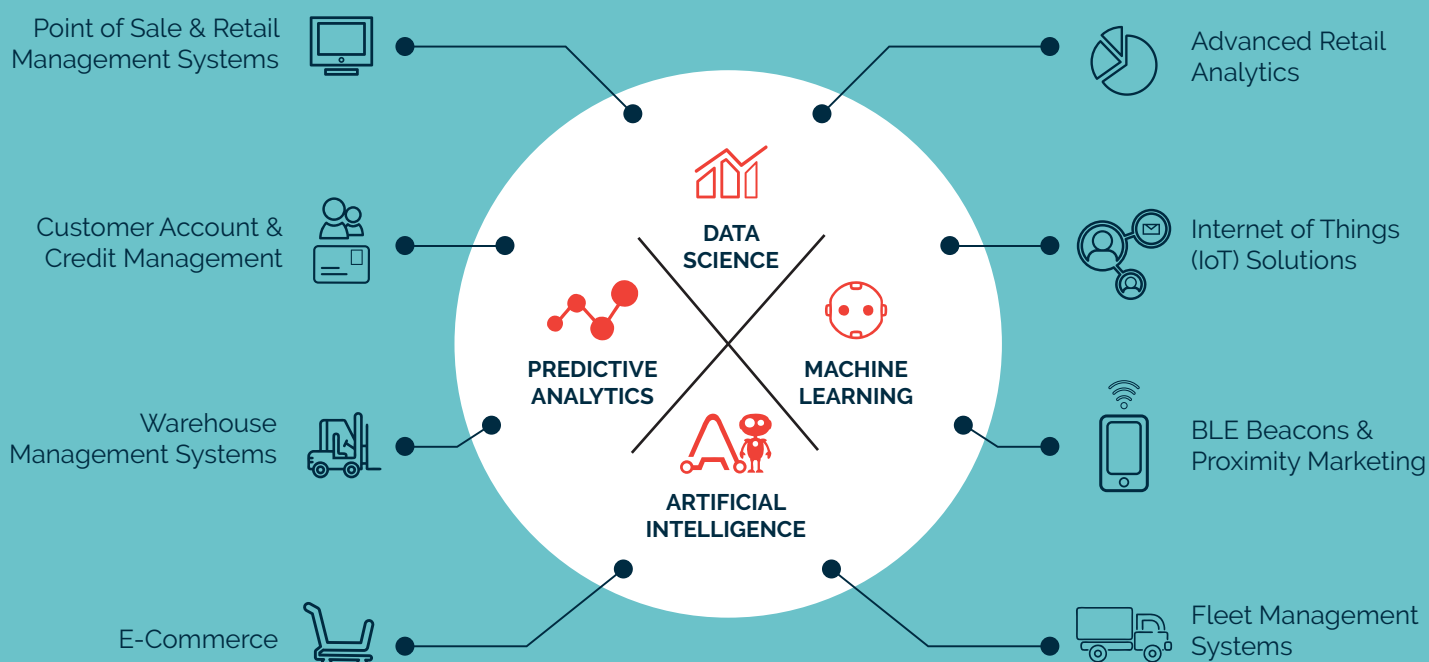 Point of Sale & Retail
Management Systems
Customer Account &
Credit Management
Warehouse
Management Systems
E-Commerce
DATA
SCIENCE
PREDICTIVE
ANALYTICS
MACHINE
LEARNING
ARTIFICIAL
INTELLIGENCE
Advanced Retail
Analytics
Internet of Things
(IoT) Solutions
BLE Beacons &
Proximity Marketing
Fleet Management
Systems